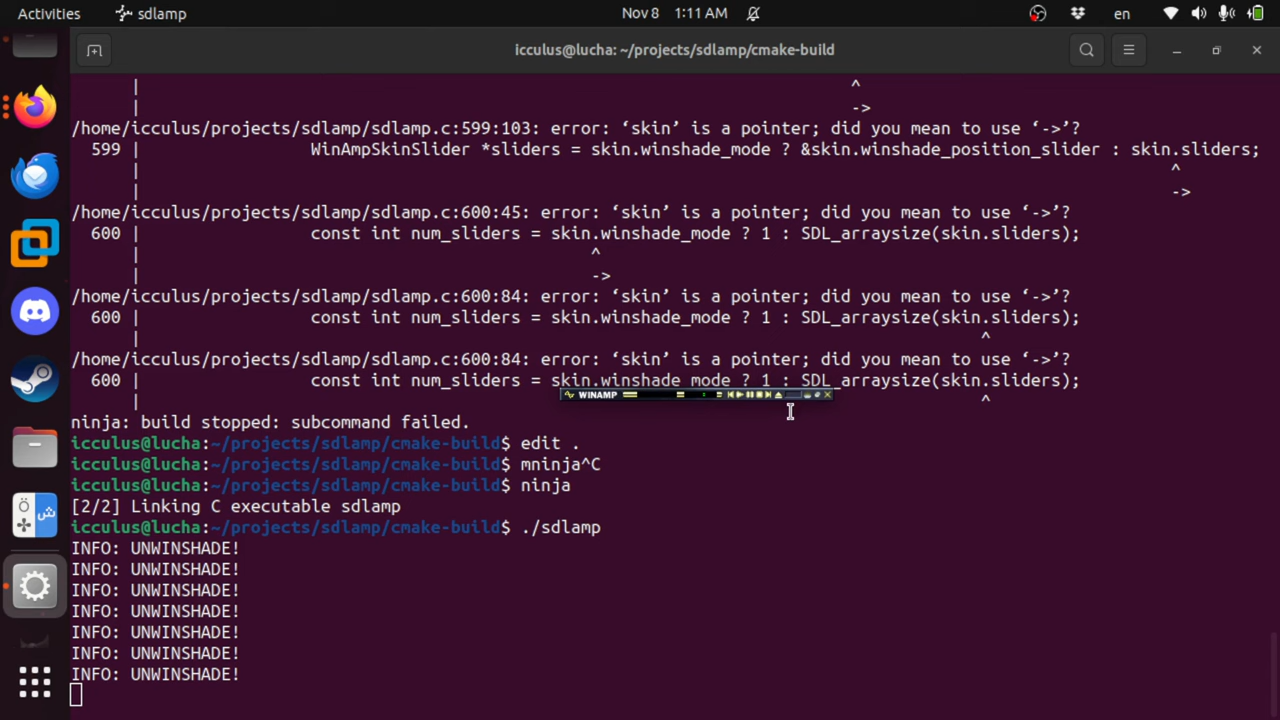 Activities
sdlamp
Nov 8 1:11 AM
en
icculus@lucha: ~/projects/sdlamp/cmake-build
| ^
| ->
/home/icculus/projects/sdlamp/sdlamp.c:599:103: error: ‘skin’ is a pointer; did you mean to use ‘->’?
599 | WinAmpSkinSlider *sliders = skin.winshade_mode ? &skin.winshade_position_slider : skin.sliders;
| ^
| ->
/home/icculus/projects/sdlamp/sdlamp.c:600:45: error: ‘skin’ is a pointer; did you mean to use ‘->’?
600 | const int num_sliders = skin.winshade_mode ? 1 : SDL_arraysize(skin.sliders);
| ^
| ->
/home/icculus/projects/sdlamp/sdlamp.c:600:84: error: ‘skin’ is a pointer; did you mean to use ‘->’?
600 | const int num_sliders = skin.winshade_mode ? 1 : SDL_arraysize(skin.sliders);
| ^
/home/icculus/projects/sdlamp/sdlamp.c:600:84: error: ‘skin’ is a pointer; did you mean to use ‘->’?
600 | const int num_sliders = skin.winshade_mode ? 1 : SDL_arraysize(skin.sliders);
WINAMP
| ^
ninja: build stopped: subcommand failed.
icculus@lucha:~/projects/sdlamp/cmake-build$ edit .
icculus@lucha:~/projects/sdlamp/cmake-build$ mninja^C
icculus@lucha:~/projects/sdlamp/cmake-build$ ninja
[2/2] Linking C executable sdlamp
icculus@lucha:~/projects/sdlamp/cmake-build$ ./sdlamp
INFO: UNWINSHADE!
INFO: UNWINSHADE!
INFO: UNWINSHADE!
INFO: UNWINSHADE!
INFO: UNWINSHADE!
INFO: UNWINSHADE!
INFO: UNWINSHADE!
Ö
ش